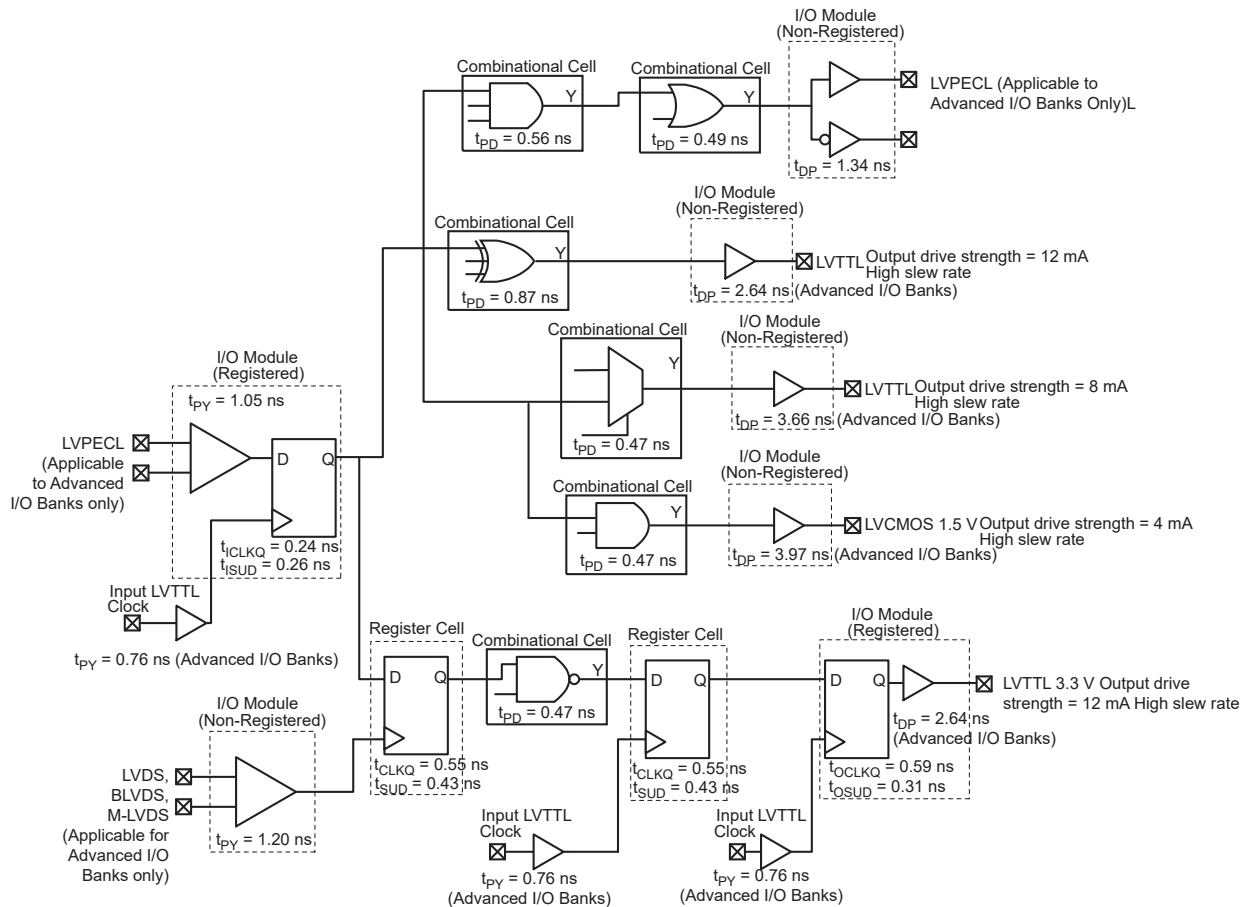 I/O Module
(Non-Registered)
Combinational Cell
Y
tPD = 0.56 ns
Combinational Cell
Y
tPD = 0.49 ns
tDP = 1.34 ns
LVPECL (Applicable to
Advanced I/O Banks Only)L
I/O Module
(Non-Registered)
Combinational Cell
Y
tPD = 0.87 ns
tDP = 2.64 ns
LVTTL
Output drive strength = 12 mA
High slew rate
(Advanced I/O Banks)
I/O Module
(Non-Registered)
Combinational Cell
Y
tPD = 0.47 ns
tDP = 3.66 ns
LVTTL
Output drive strength = 8 mA
High slew rate
(Advanced I/O Banks)
I/O Module
(Registered)
tPY = 1.05 ns
LVPECL
(Applicable
to Advanced
I/O Banks only)
D
Q
tICLKQ = 0.24 ns
tISUD = 0.26 ns
Input LVTTL
Clock
tPY = 0.76 ns (Advanced I/O Banks)
I/O Module
(Non-Registered)
Combinational Cell
Y
tPD = 0.47 ns
tDP = 3.97 ns
LVCMOS 1.5 V
Output drive strength = 4 mA
High slew rate
(Advanced I/O Banks)
I/O Module
(Non-Registered)
LVDS,
BLVDS,
M-LVDS
(Applicable for
Advanced I/O
Banks only)
tPY = 1.20 ns
Register Cell
D
Q
tCLKQ = 0.55 ns
tSUD = 0.43 ns
Combinational Cell
Y
tPD = 0.47 ns
Register Cell
D
Q
tCLKQ = 0.55 ns
tSUD = 0.43 ns
Input LVTTL
Clock
tPY = 0.76 ns
(Advanced I/O Banks)
I/O Module
(Registered)
D
Q
tDP = 2.64 ns
(Advanced I/O Banks)
tOCLKQ = 0.59 ns
tOSUD = 0.31 ns
LVTTL 3.3 V Output drive
strength = 12 mA High slew rate
Input LVTTL
Clock
tPY = 0.76 ns
(Advanced I/O Banks)